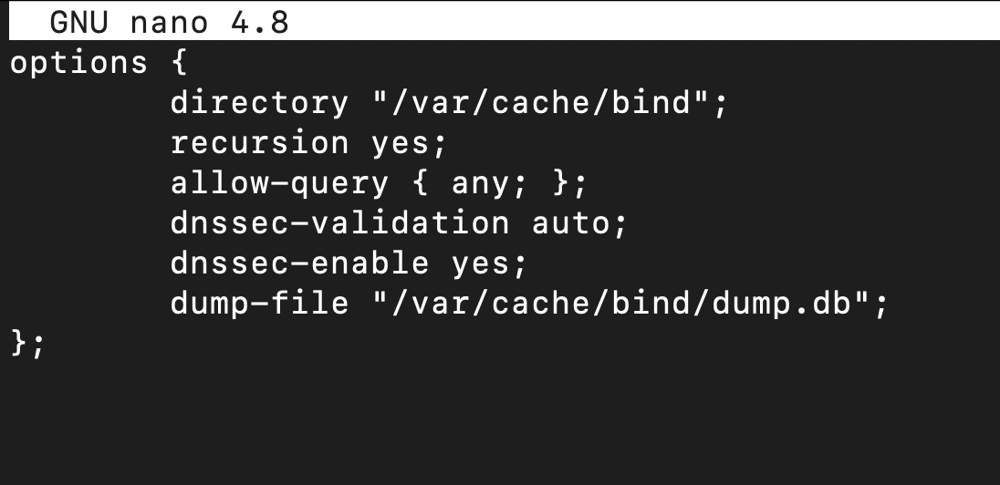 GNU nano 4.8
options {
        directory "/var/cache/bind";
        recursion yes;
        allow-query { any; };
        dnssec-validation auto;
        dnssec-enable yes;
        dump-file "/var/cache/bind/dump.db";
};